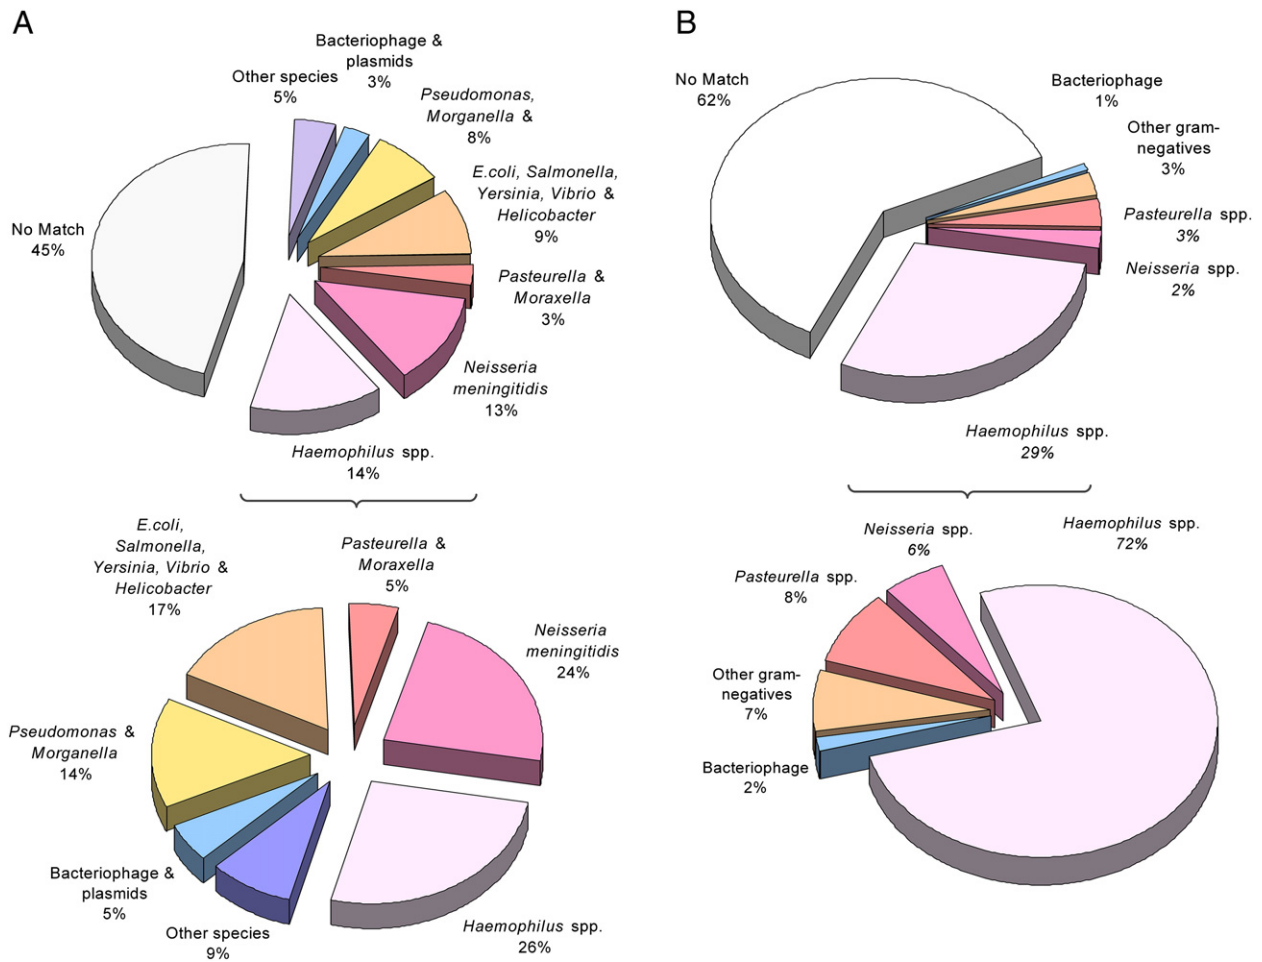 A
Bacteriophage &
plasmids
3%
Other species
5%
Pseudomonas,
Morganella &
8%
E.coli, Salmonella,
Yersinia, Vibrio &
Helicobacter
9%
No Match
45%
Pasteurella &
Moraxella
3%
Neisseria
meningitidis
13%
Haemophilus spp.
14%
E.coli,
Salmonella,
Yersinia, Vibrio &
Helicobacter
17%
Pasteurella &
Moraxella
5%
Neisseria
meningitidis
24%
Pseudomonas &
Morganella
14%
Bacteriophage &
plasmids
5%
Other species
9%
Haemophilus spp.
26%
B
No Match
62%
Bacteriophage
1%
Other gram-
negatives
3%
Pasteurella spp.
3%
Neisseria spp.
2%
Haemophilus spp.
29%
Neisseria spp.
6%
Haemophilus spp.
72%
Pasteurella spp.
8%
Other gram-
negatives
7%
Bacteriophage
2%